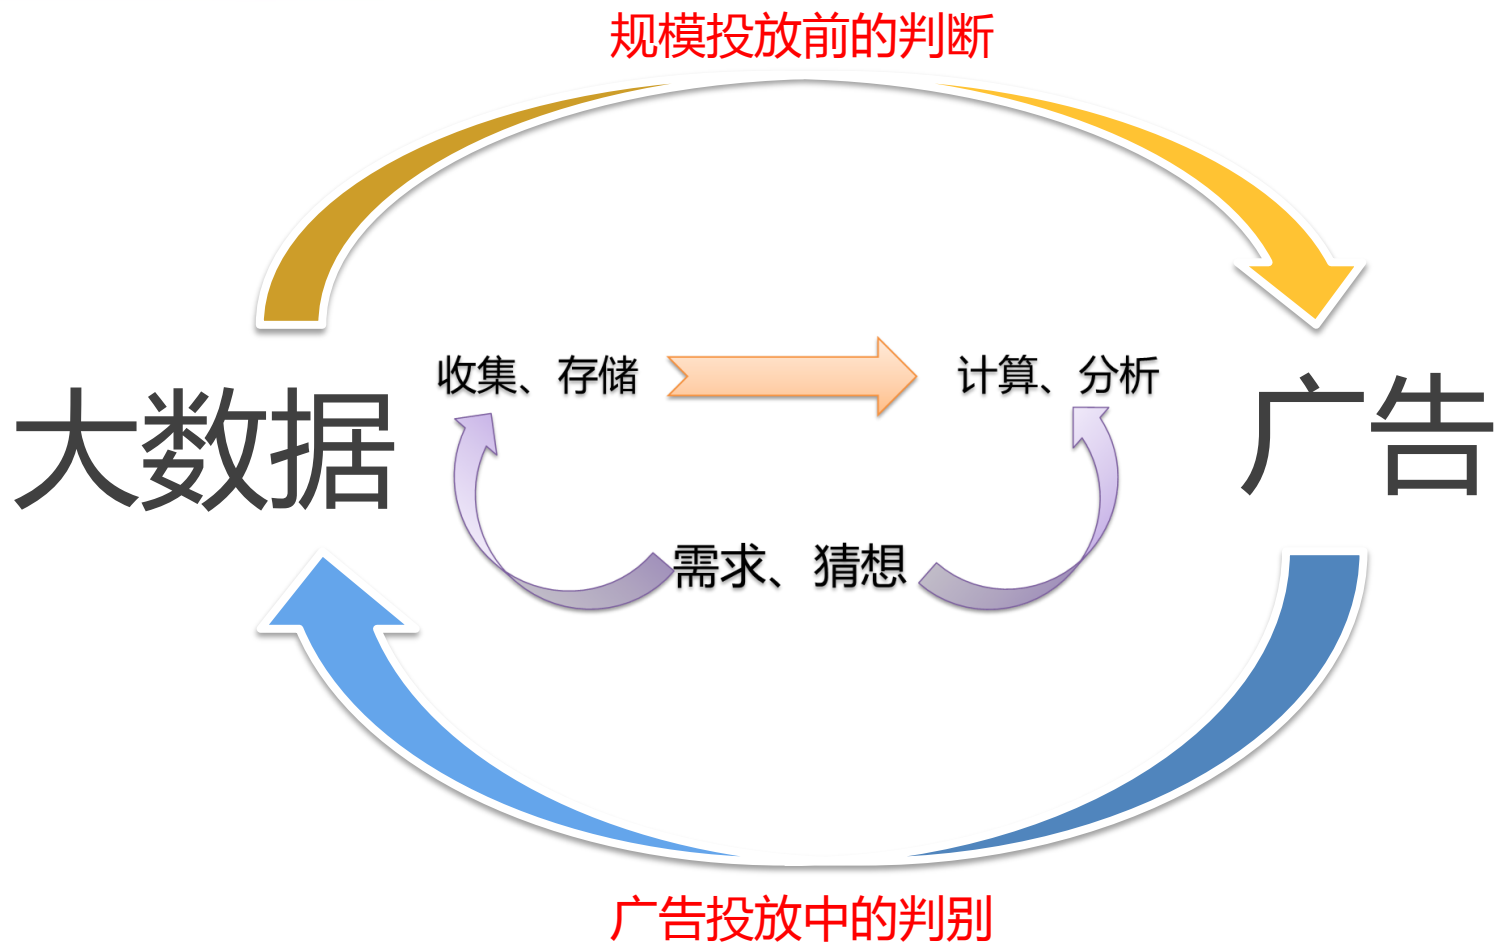 规模投放前的判断
收集、存储
计算、分析
大数据
广告
需求、猜想
广告投放中的判别